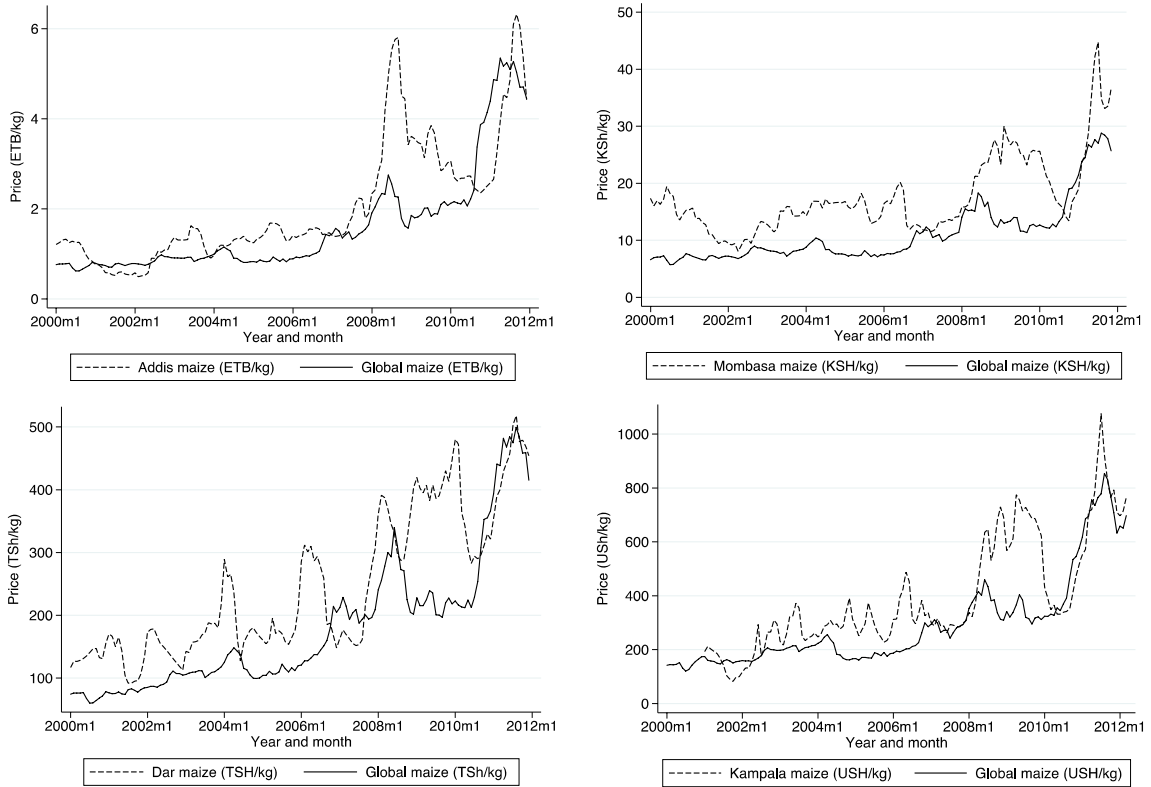 6
4
2
0
Price (ETB/kg)
2000m1 2002m1 2004m1 2006m1 2008m1 2010m1 2012m1
Year and month
Addis maize (ETB/kg) Global maize (ETB/kg)
50
40
30
20
10
0
Price (KSh/kg)
2000m1 2002m1 2004m1 2006m1 2008m1 2010m1 2012m1
Year and month
Mombasa maize (KSH/kg) Global maize (KSH/kg)
500
400
300
200
100
Price (TSh/kg)
2000m1 2002m1 2004m1 2006m1 2008m1 2010m1 2012m1
Year and month
Dar maize (TSH/kg) Global maize (TSh/kg)
1000
800
600
400
200
0
Price (USh/kg)
2000m1 2002m1 2004m1 2006m1 2008m1 2010m1 2012m1
Year and month
Kampala maize (USH/kg) Global maize (USH/kg)